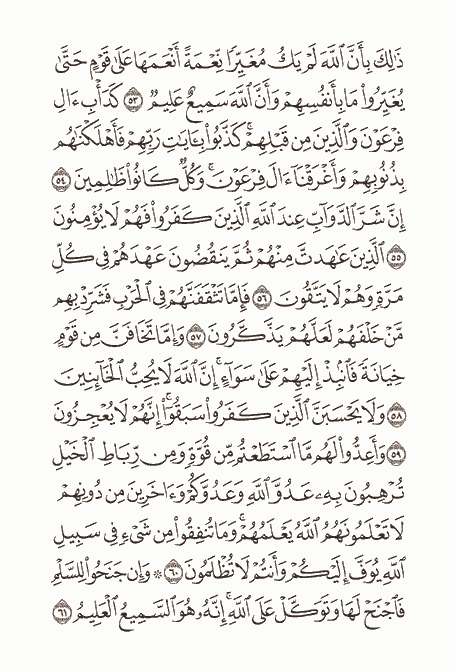 ذَٰلِكَ بِأَنَّ ٱللَّهَ لَمْ يَكُ مُغَيِّرًا نِّعْمَةً أَنْعَمَهَا عَلَىٰ قَوْمٍ حَتَّىٰ
يُغَيِّرُوا۟ مَا بِأَنفُسِهِمْ وَأَنَّ ٱللَّهَ سَمِيعٌ عَلِيمٌ ۝٥٣ كَدَأْبِ ءَالِ
فِرْعَوْنَ وَٱلَّذِينَ مِن قَبْلِهِمْ ۚ كَذَّبُوا۟ بِـَٔايَٰتِ رَبِّهِمْ فَأَهْلَكْنَٰهُم
بِذُنُوبِهِمْ وَأَغْرَقْنَآ ءَالَ فِرْعَوْنَ ۚ وَكُلٌّ كَانُوا۟ ظَٰلِمِينَ ۝٥٤
إِنَّ شَرَّ ٱلدَّوَآبِّ عِندَ ٱللَّهِ ٱلَّذِينَ كَفَرُوا۟ فَهُمْ لَا يُؤْمِنُونَ
۝٥٥ ٱلَّذِينَ عَٰهَدتَّ مِنْهُمْ ثُمَّ يَنقُضُونَ عَهْدَهُمْ فِى كُلِّ
مَرَّةٍ وَهُمْ لَا يَتَّقُونَ ۝٥٦ فَإِمَّا تَثْقَفَنَّهُمْ فِى ٱلْحَرْبِ فَشَرِّدْ بِهِم
مَّنْ خَلْفَهُمْ لَعَلَّهُمْ يَذَّكَّرُونَ ۝٥٧ وَإِمَّا تَخَافَنَّ مِن قَوْمٍ
خِيَانَةً فَٱنۢبِذْ إِلَيْهِمْ عَلَىٰ سَوَآءٍ ۚ إِنَّ ٱللَّهَ لَا يُحِبُّ ٱلْخَآئِنِينَ
۝٥٨ وَلَا يَحْسَبَنَّ ٱلَّذِينَ كَفَرُوا۟ سَبَقُوٓا۟ ۚ إِنَّهُمْ لَا يُعْجِزُونَ
۝٥٩ وَأَعِدُّوا۟ لَهُم مَّا ٱسْتَطَعْتُم مِّن قُوَّةٍ وَمِن رِّبَاطِ ٱلْخَيْلِ
تُرْهِبُونَ بِهِۦ عَدُوَّ ٱللَّهِ وَعَدُوَّكُمْ وَءَاخَرِينَ مِن دُونِهِمْ
لَا تَعْلَمُونَهُمُ ٱللَّهُ يَعْلَمُهُمْ ۚ وَمَا تُنفِقُوا۟ مِن شَىْءٍ فِى سَبِيلِ
ٱللَّهِ يُوَفَّ إِلَيْكُمْ وَأَنتُمْ لَا تُظْلَمُونَ ۝٦٠ ۞ وَإِن جَنَحُوا۟ لِلسَّلْمِ
فَٱجْنَحْ لَهَا وَتَوَكَّلْ عَلَى ٱللَّهِ ۚ إِنَّهُۥ هُوَ ٱلسَّمِيعُ ٱلْعَلِيمُ ۝٦١